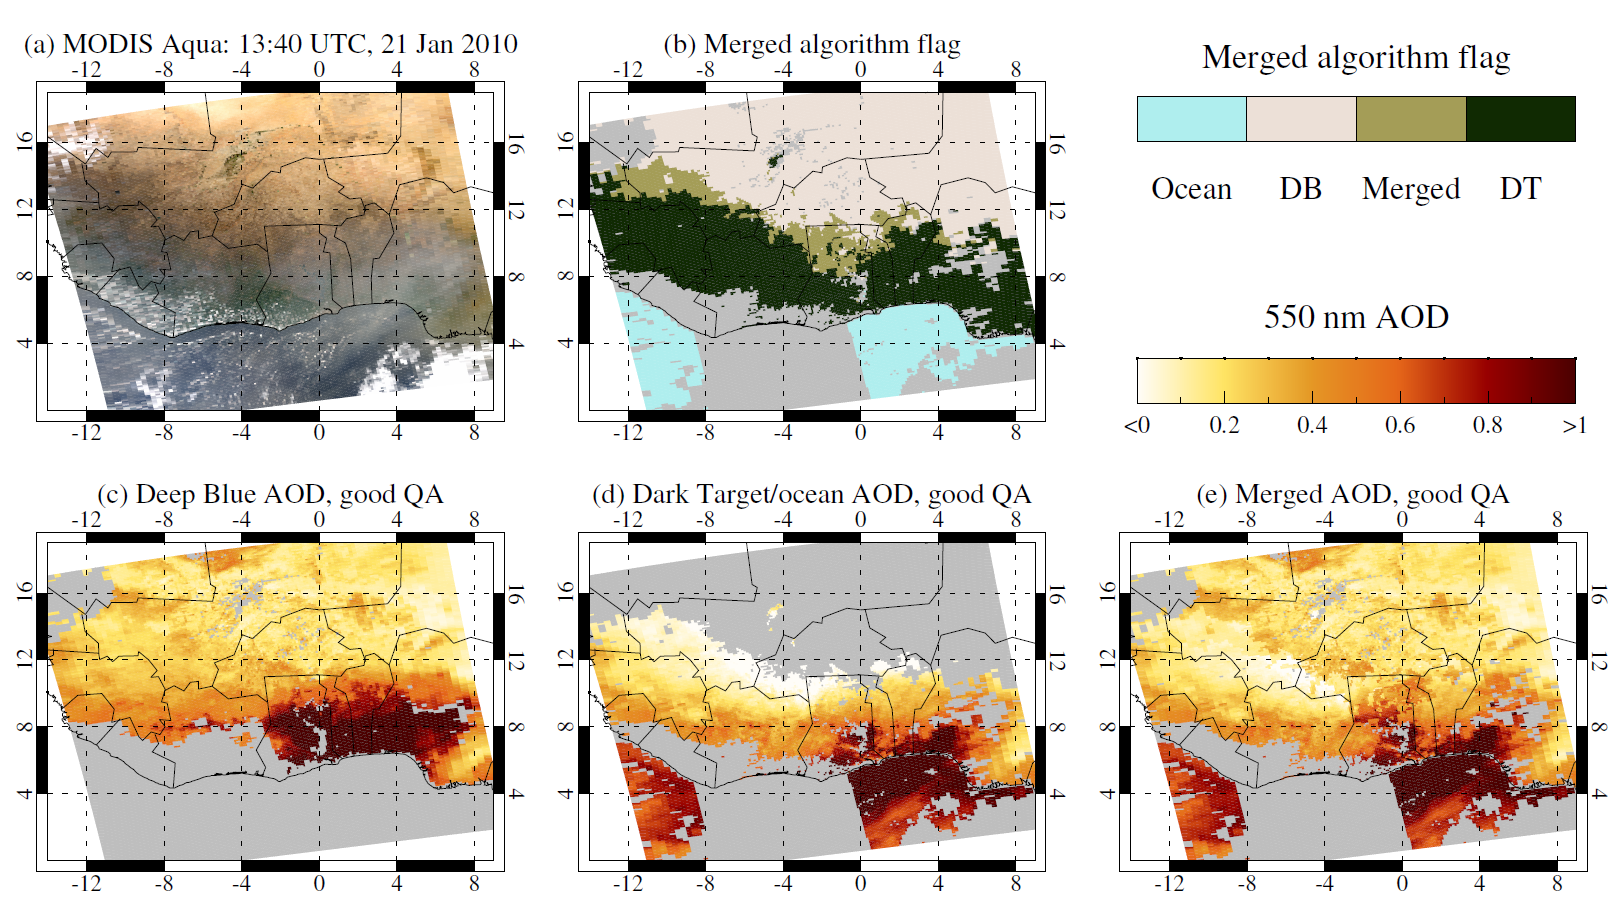 (a) MODIS Aqua: 13:40 UTC, 21 Jan 2010
-12 -8 -4 0 4 8
16 12 8 4
16 12 8 4
-12 -8 -4 0 4 8
(b) Merged algorithm flag
-12 -8 -4 0 4 8
16 12 8 4
16 12 8 4
-12 -8 -4 0 4 8
Merged algorithm flag
Ocean DB Merged DT
550 nm AOD
<0 0.2 0.4 0.6 0.8 >1
(c) Deep Blue AOD, good QA
-12 -8 -4 0 4 8
16 12 8 4
16 12 8 4
-12 -8 -4 0 4 8
(d) Dark Target/ocean AOD, good QA
-12 -8 -4 0 4 8
16 12 8 4
16 12 8 4
-12 -8 -4 0 4 8
(e) Merged AOD, good QA
-12 -8 -4 0 4 8
16 12 8 4
16 12 8 4
-12 -8 -4 0 4 8